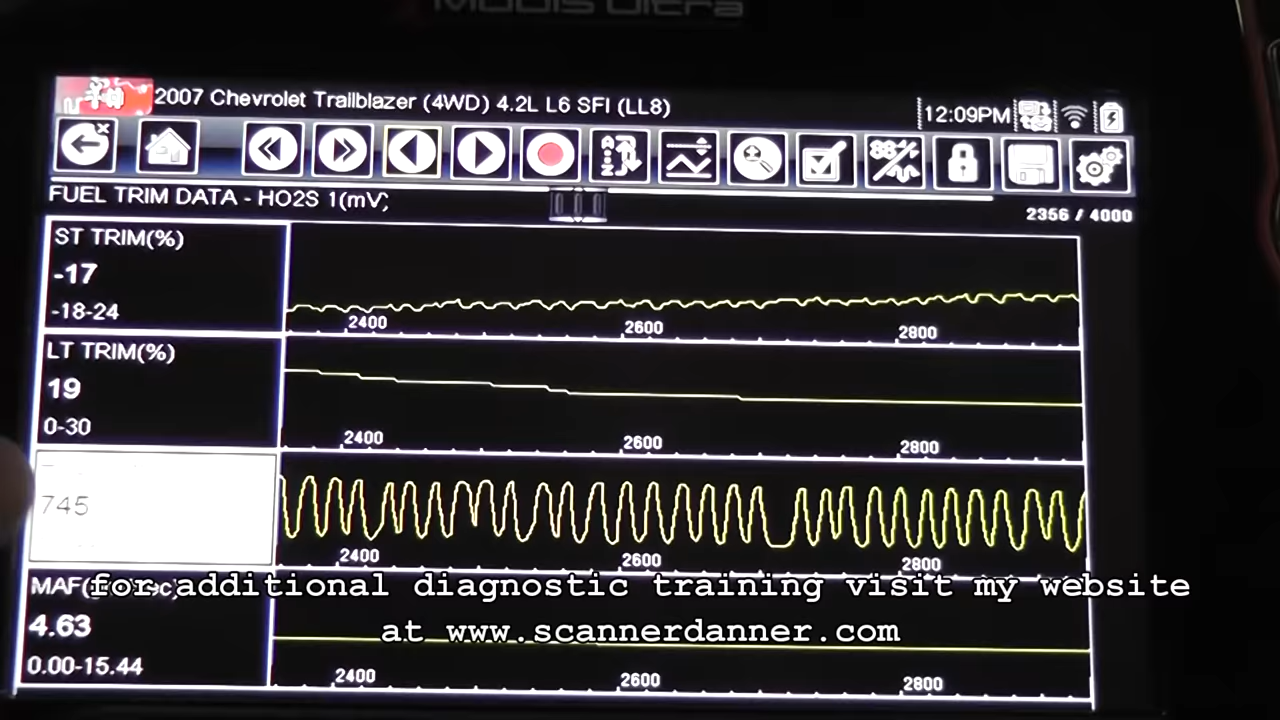 MODIS Ultra
2007 Chevrolet Trailblazer (4WD) 4.2L L6 SFI (LL8)
12:09PM
FUEL TRIM DATA - HO2S 1(mV)
2356 / 4000
ST TRIM(%)
-17
-18-24
2400 2600 2800
LT TRIM(%)
19
0-30
2400 2600 2800
745
2400 2600 2800
for additional diagnostic training visit my website
at www.scannerdanner.com
4.63
0.00-15.44
2400 2600 2800